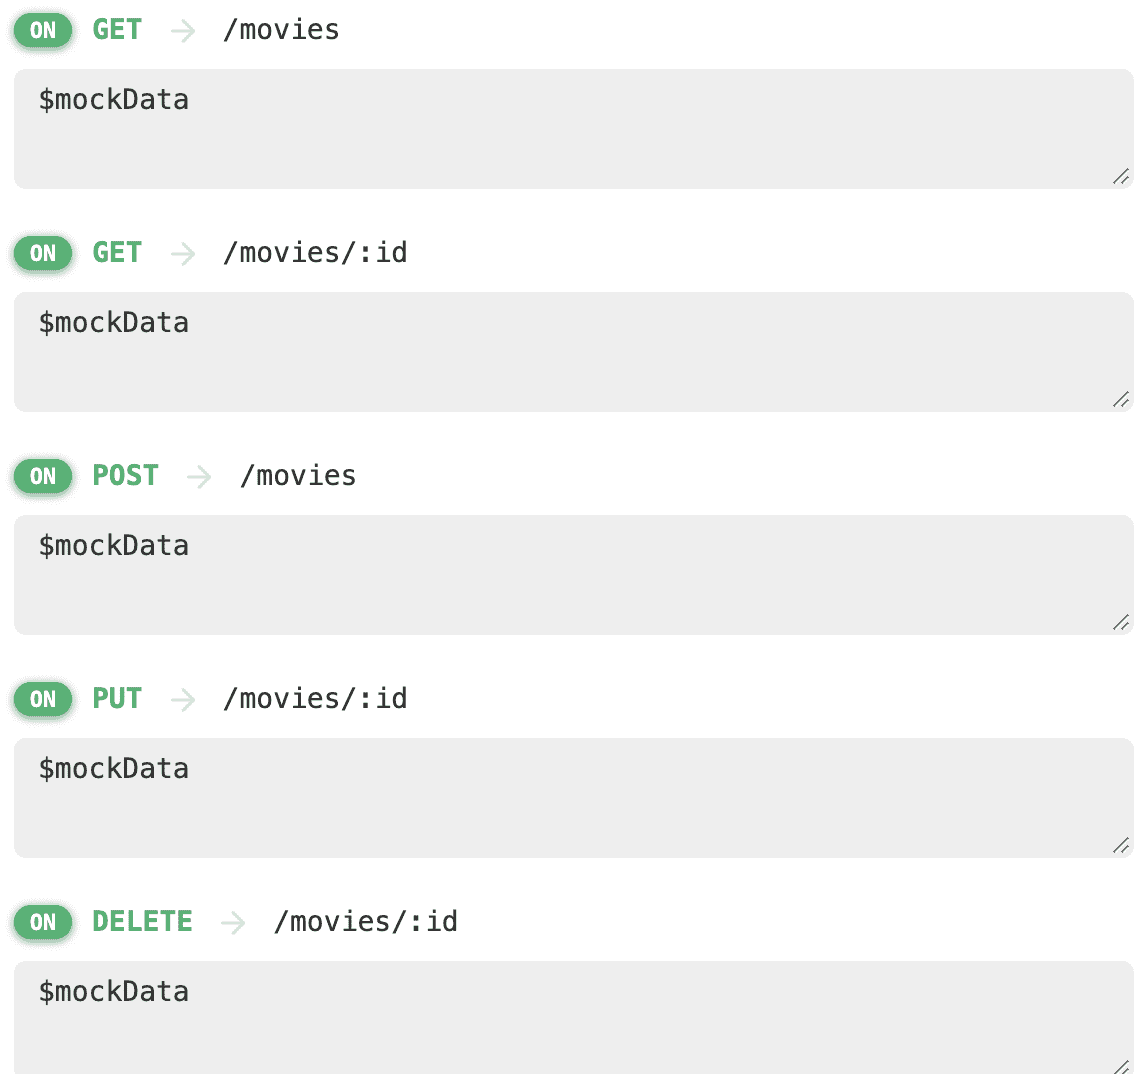 ON GET → /movies
$mockData
ON GET → /movies/:id
$mockData
ON POST → /movies
$mockData
ON PUT → /movies/:id
$mockData
ON DELETE → /movies/:id
$mockData